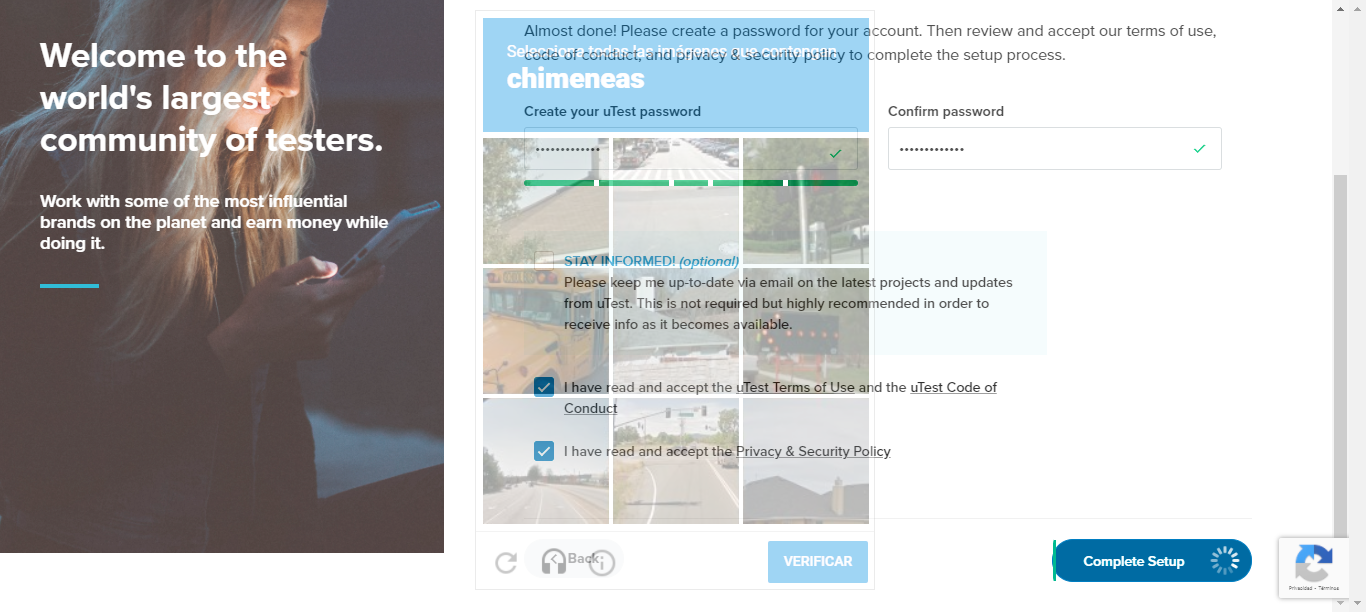 Welcome to the
world's largest
community of testers.
Work with some of the most influential
brands on the planet and earn money while
doing it.
Almost done! Please create a password for your account. Then review and accept our terms of use,
code of conduct, and privacy & security policy to complete the setup process.
Selecciona todas las imágenes que contengan
chimeneas
Create your uTest password
Confirm password
•••••••••••••
•••••••••••••
STAY INFORMED! (optional)
Please keep me up-to-date via email on the latest projects and updates
from uTest. This is not required but highly recommended in order to
receive info as it becomes available.
I have read and accept the uTest Terms of Use and the uTest Code of
Conduct
I have read and accept the Privacy & Security Policy
Back
VERIFICAR
Complete Setup
Privacidad - Términos